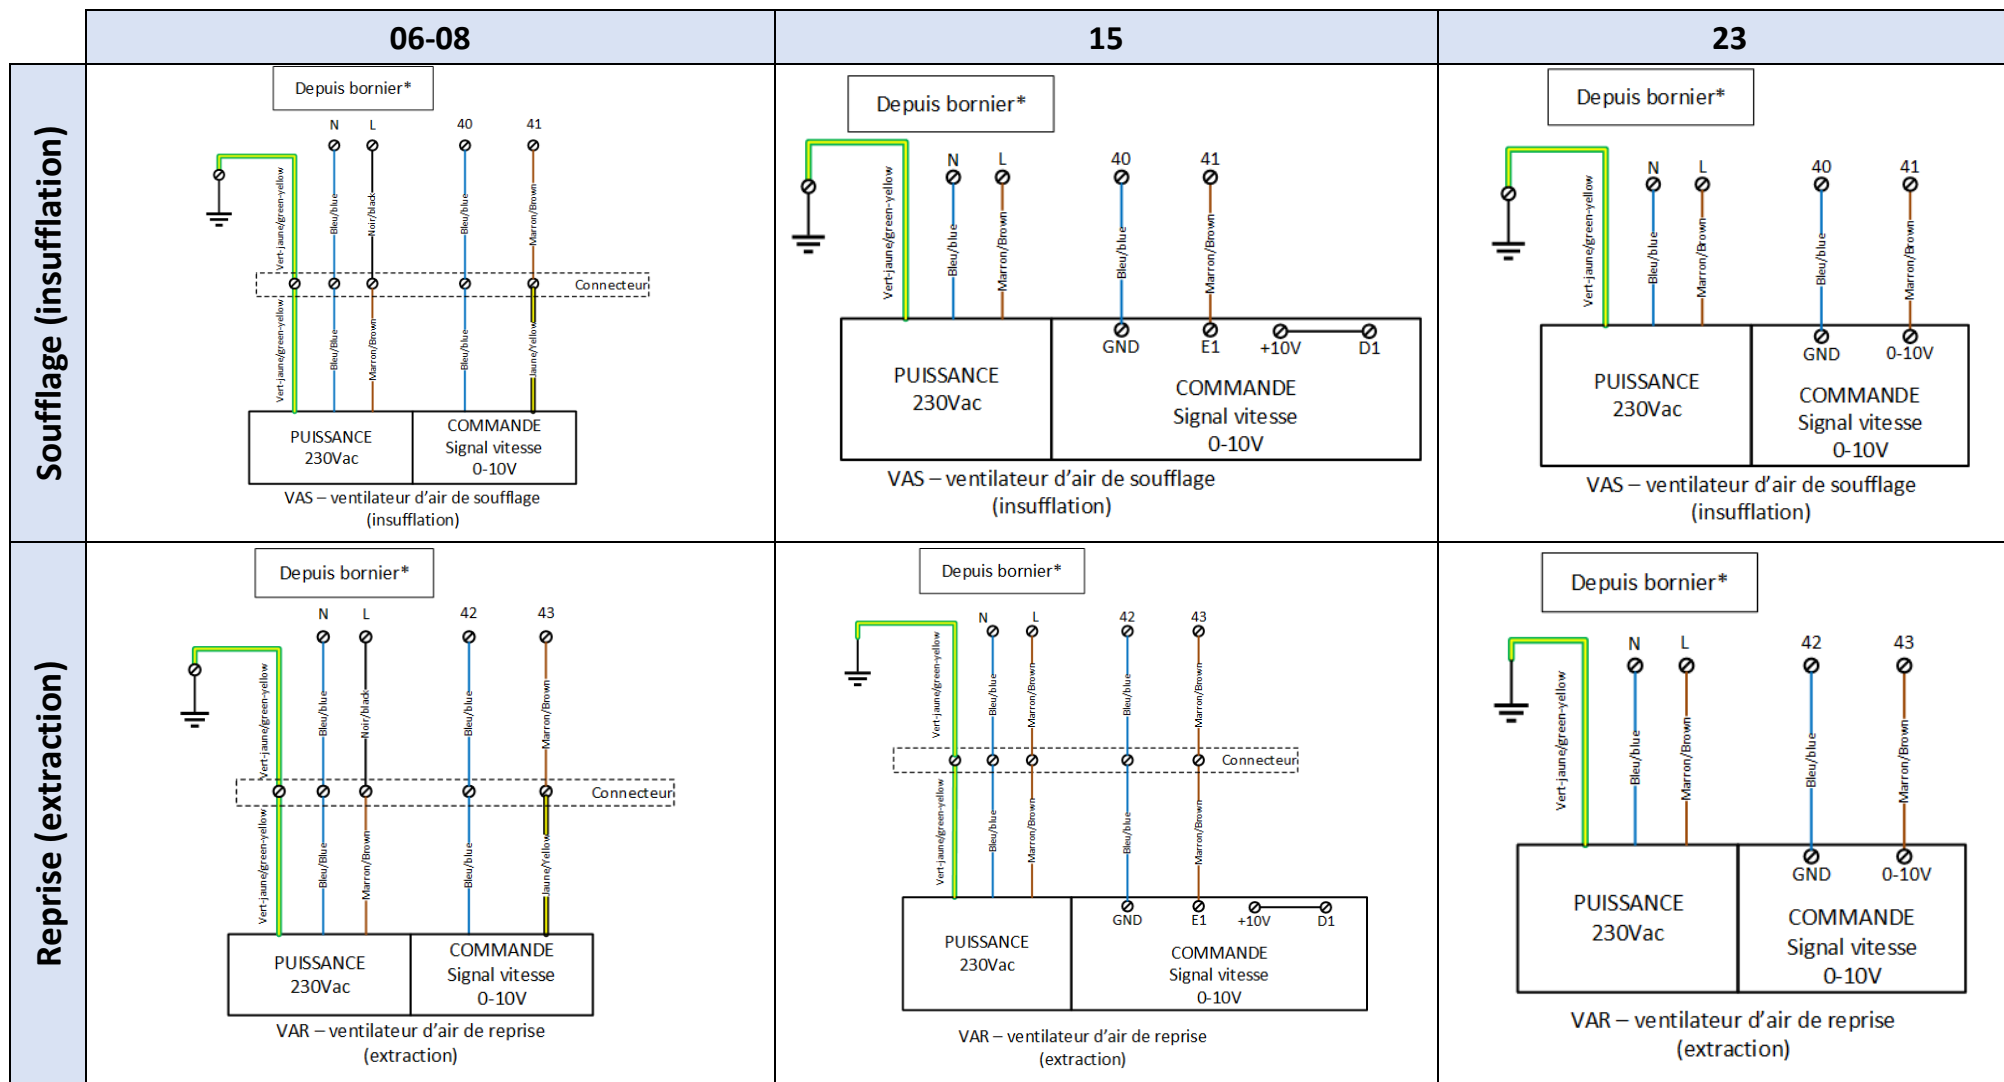 06-08
15
23
Soufflage (insufflation)
Depuis bornier*
N
L
40
41
Vert-jaune/green-yellow
Bleu/blue
Noir/black
Bleu/blue
Marron/Brown
Connecteur
Vert-jaune/green-yellow
Bleu/Blue
Marron/Brown
Bleu/blue
Jaune/Yellow
PUISSANCE
230Vac
COMMANDE
Signal vitesse
0-10V
VAS – ventilateur d'air de soufflage
(insufflation)
Depuis bornier*
N
L
40
41
Vert-jaune/green-yellow
Bleu/blue
Marron/Brown
Bleu/blue
Marron/Brown
GND
E1
+10V
D1
PUISSANCE
230Vac
COMMANDE
Signal vitesse
0-10V
VAS – ventilateur d'air de soufflage
(insufflation)
Depuis bornier*
N
L
40
41
Vert-jaune/green-yellow
Bleu/blue
Marron/Brown
Bleu/blue
Marron/Brown
GND
0-10V
PUISSANCE
230Vac
COMMANDE
Signal vitesse
0-10V
VAS – ventilateur d'air de soufflage
(insufflation)
Reprise (extraction)
Depuis bornier*
N
L
42
43
Vert-jaune/green-yellow
Bleu/blue
Noir/black
Bleu/blue
Marron/Brown
Connecteur
Vert-jaune/green-yellow
Bleu/Blue
Marron/Brown
Bleu/blue
Jaune/Yellow
PUISSANCE
230Vac
COMMANDE
Signal vitesse
0-10V
VAR – ventilateur d'air de reprise
(extraction)
Depuis bornier*
N
L
42
43
Vert-jaune/green-yellow
Bleu/blue
Marron/Brown
Bleu/blue
Marron/Brown
Connecteur
Vert-jaune/green-yellow
Bleu/blue
Marron/Brown
Bleu/blue
Marron/Brown
GND
E1
+10V
D1
PUISSANCE
230Vac
COMMANDE
Signal vitesse
0-10V
VAR – ventilateur d'air de reprise
(extraction)
Depuis bornier*
N
L
42
43
Vert-jaune/green-yellow
Bleu/blue
Marron/Brown
Bleu/blue
Marron/Brown
GND
0-10V
PUISSANCE
230Vac
COMMANDE
Signal vitesse
0-10V
VAR – ventilateur d'air de reprise
(extraction)